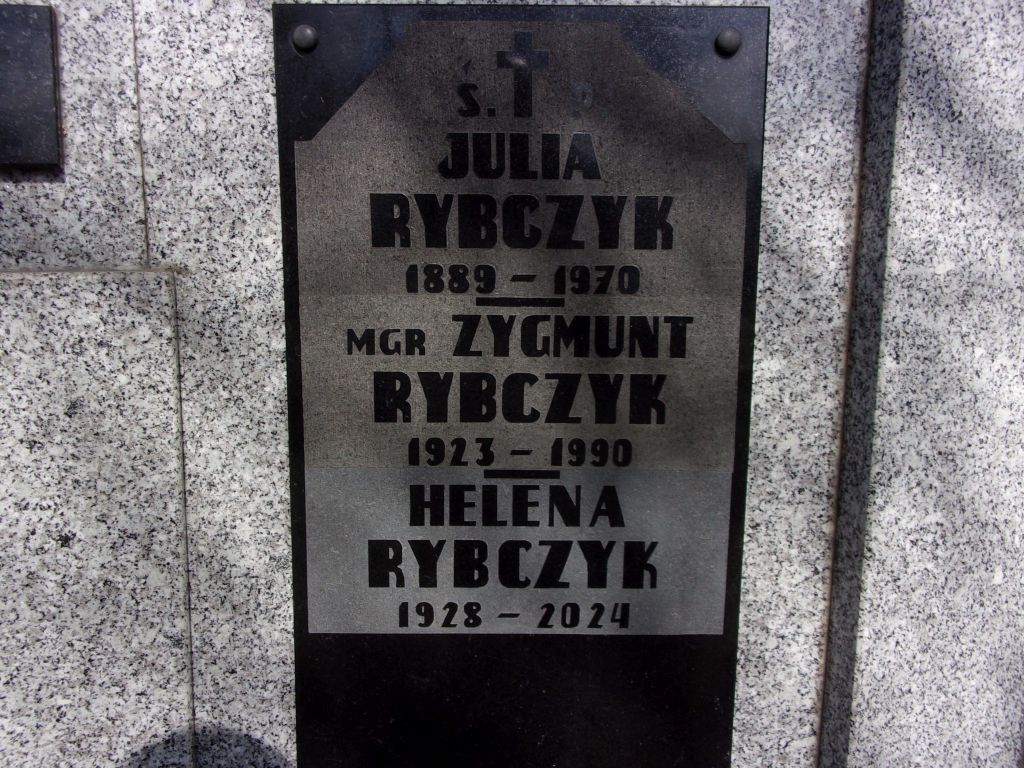 Ś. P
JULIA
RYBCZYK
1889 – 1970
MGR ZYGMUNT
RYBCZYK
1923 – 1990
HELENA
RYBCZYK
1928 – 2024